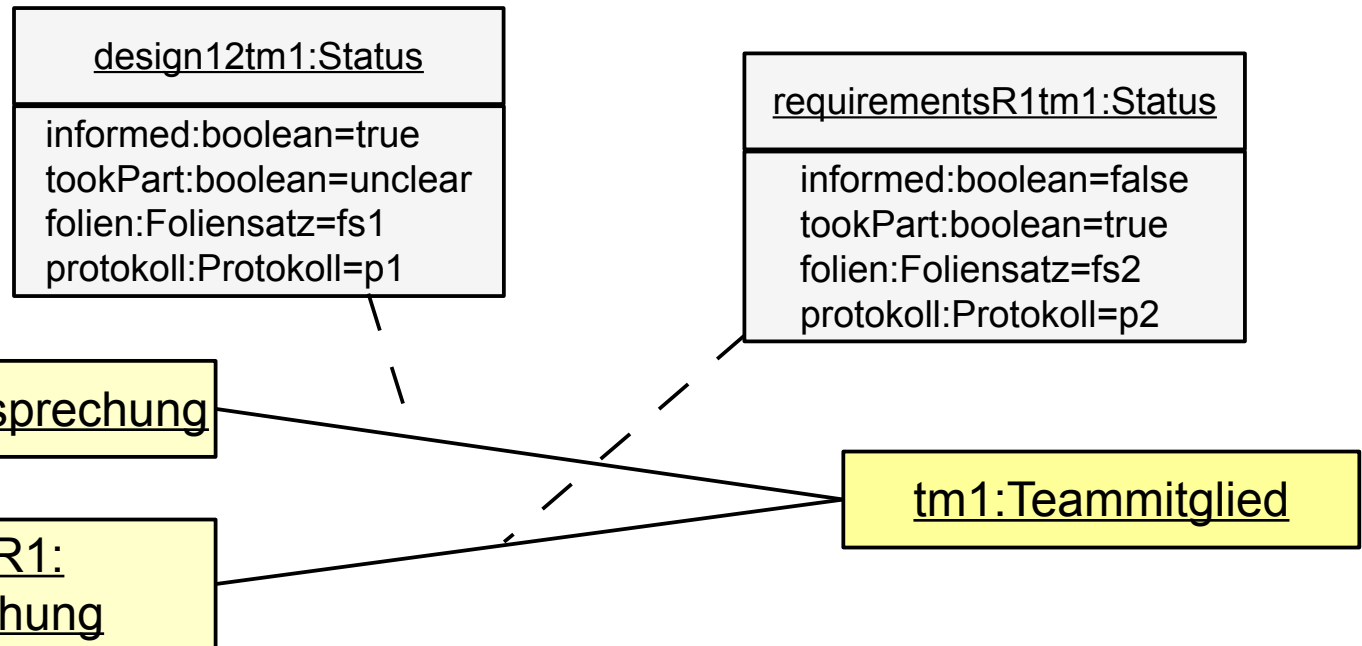 design12tm1:Status
informed:boolean=true
tookPart:boolean=unclear
folien:Foliensatz=fs1
protokoll:Protokoll=p1
requirementsR1tm1:Status
informed:boolean=false
tookPart:boolean=true
folien:Foliensatz=fs2
protokoll:Protokoll=p2
sprechung
tm1:Teammitglied
R1:
hung